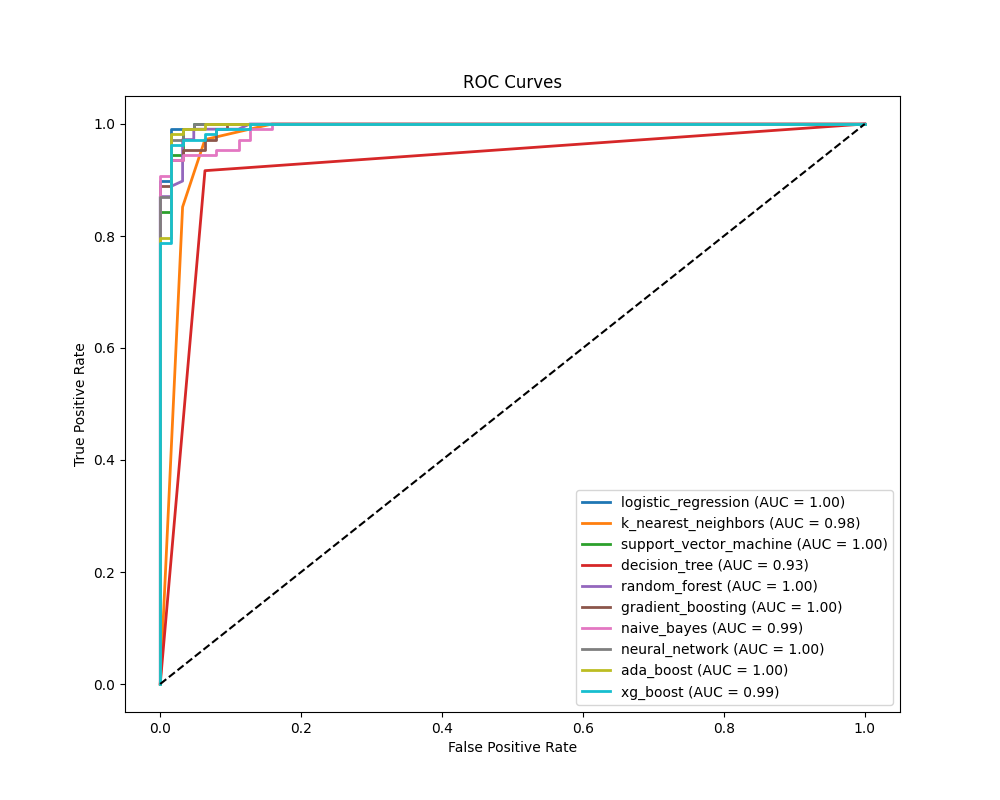 ROC Curves
True Positive Rate
1.0
0.8
0.6
0.4
0.2
0.0
logistic_regression (AUC = 1.00)
k_nearest_neighbors (AUC = 0.98)
support_vector_machine (AUC = 1.00)
decision_tree (AUC = 0.93)
random_forest (AUC = 1.00)
gradient_boosting (AUC = 1.00)
naive_bayes (AUC = 0.99)
neural_network (AUC = 1.00)
ada_boost (AUC = 1.00)
xg_boost (AUC = 0.99)
0.0 0.2 0.4 0.6 0.8 1.0
False Positive Rate